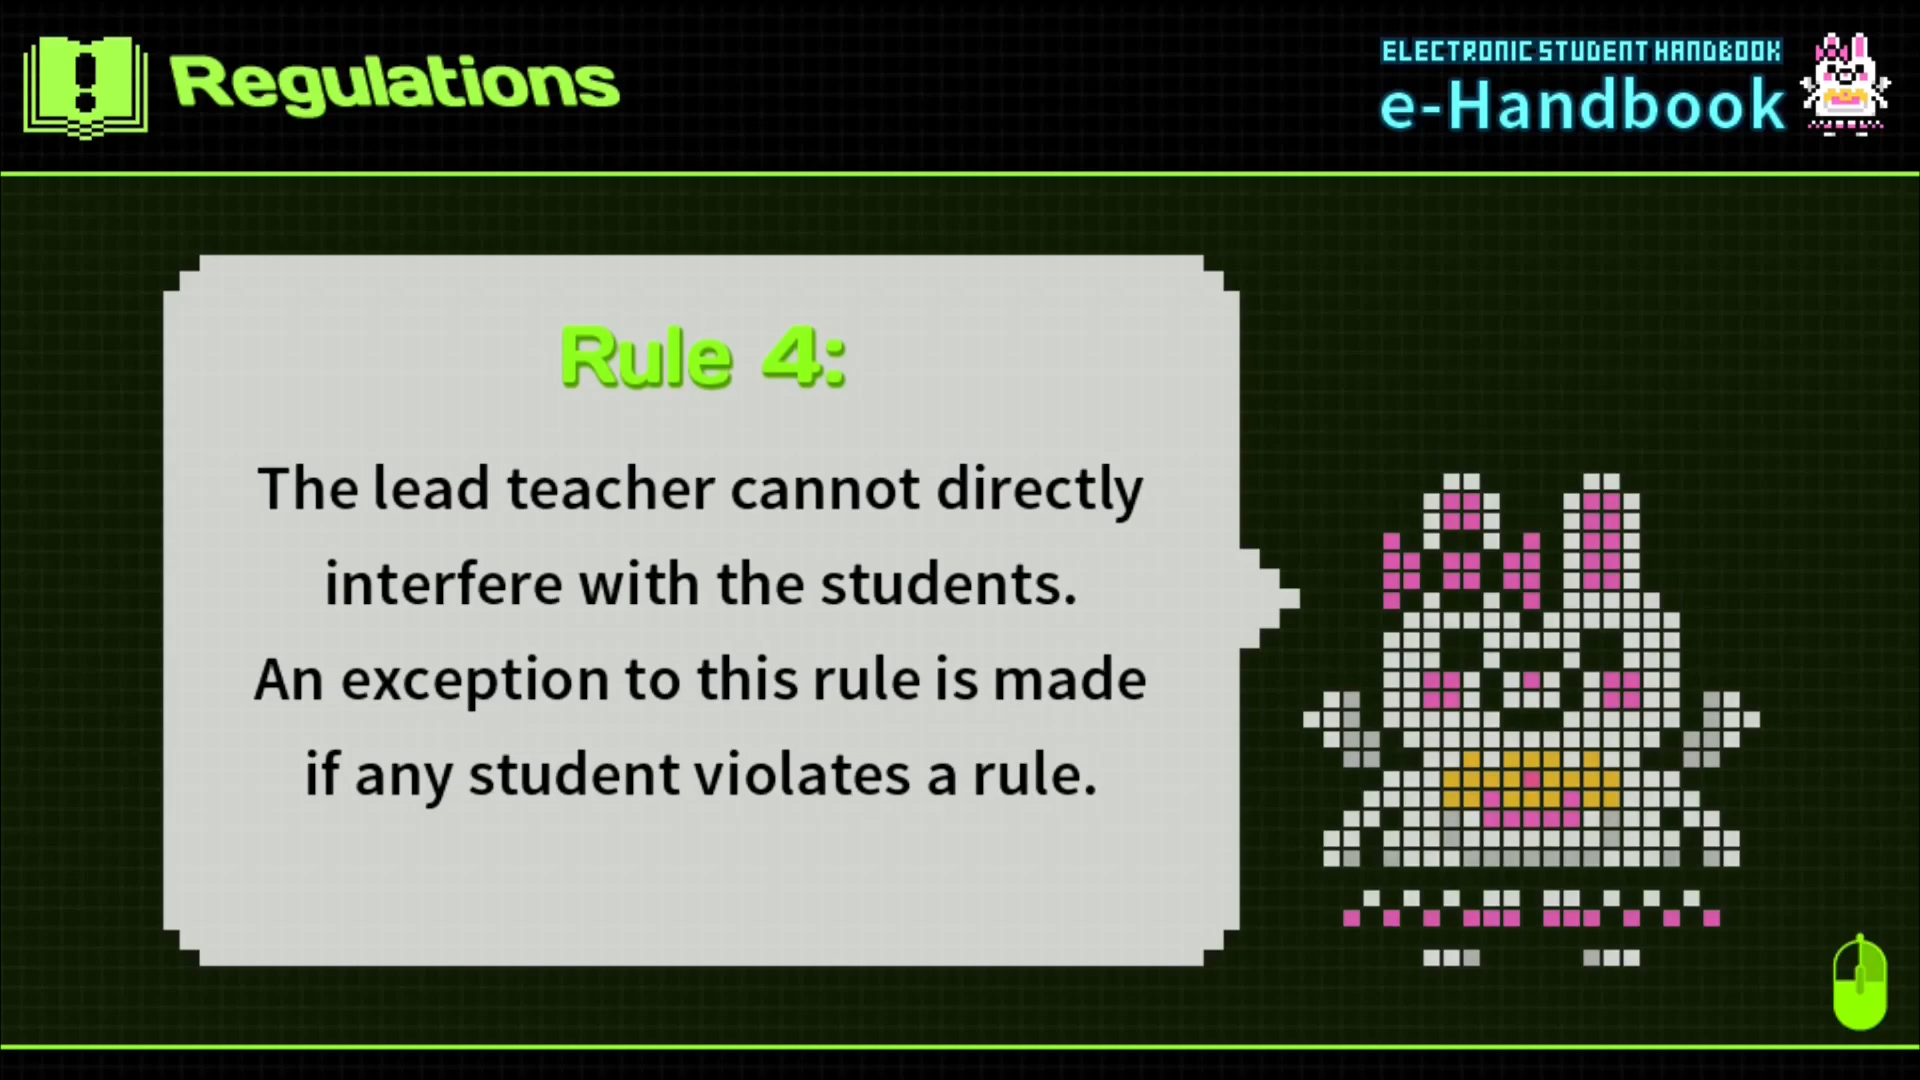 Regulations
ELECTRONIC STUDENT HANDBOOK
e-Handbook
Rule 4:
The lead teacher cannot directly
interfere with the students.
An exception to this rule is made
if any student violates a rule.